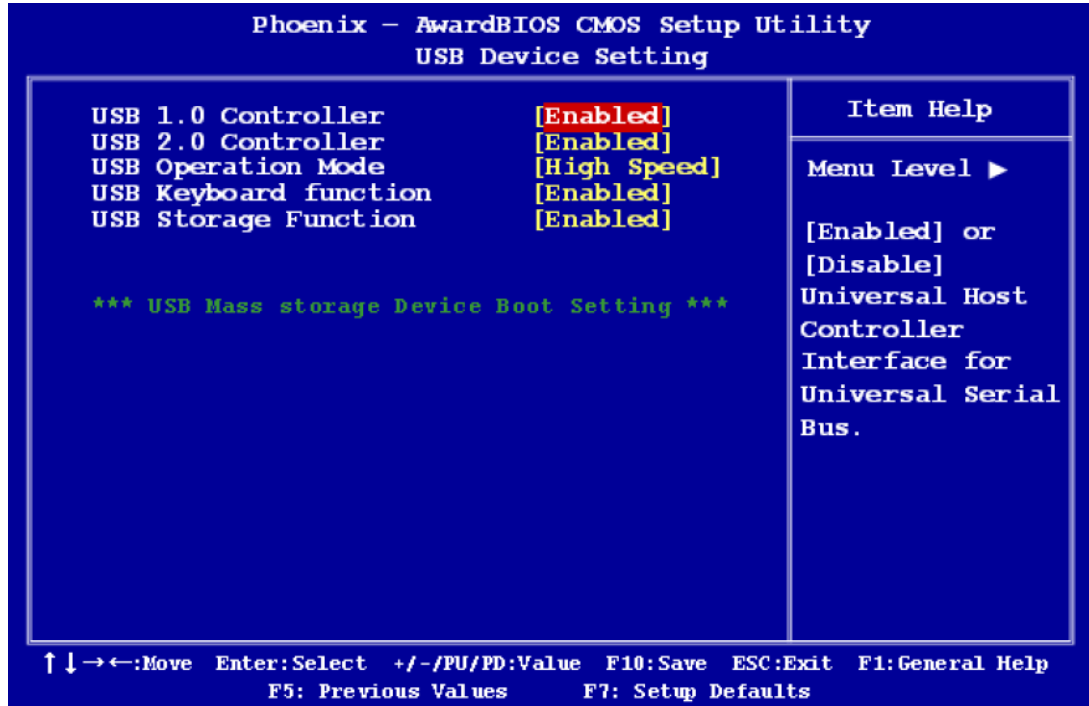 Phoenix – AwardBIOS CMOS Setup Utility
USB Device Setting
USB 1.0 Controller [Enabled]
USB 2.0 Controller [Enabled]
USB Operation Mode [High Speed]
USB Keyboard function [Enabled]
USB Storage Function [Enabled]
*** USB Mass storage Device Boot Setting ***
Item Help
Menu Level ▶
[Enabled] or
[Disable]
Universal Host
Controller
Interface for
Universal Serial
Bus.
↑↓→←:Move Enter:Select +/-/PU/PD:Value F10:Save ESC:Exit F1:General Help
F5: Previous Values F7: Setup Defaults